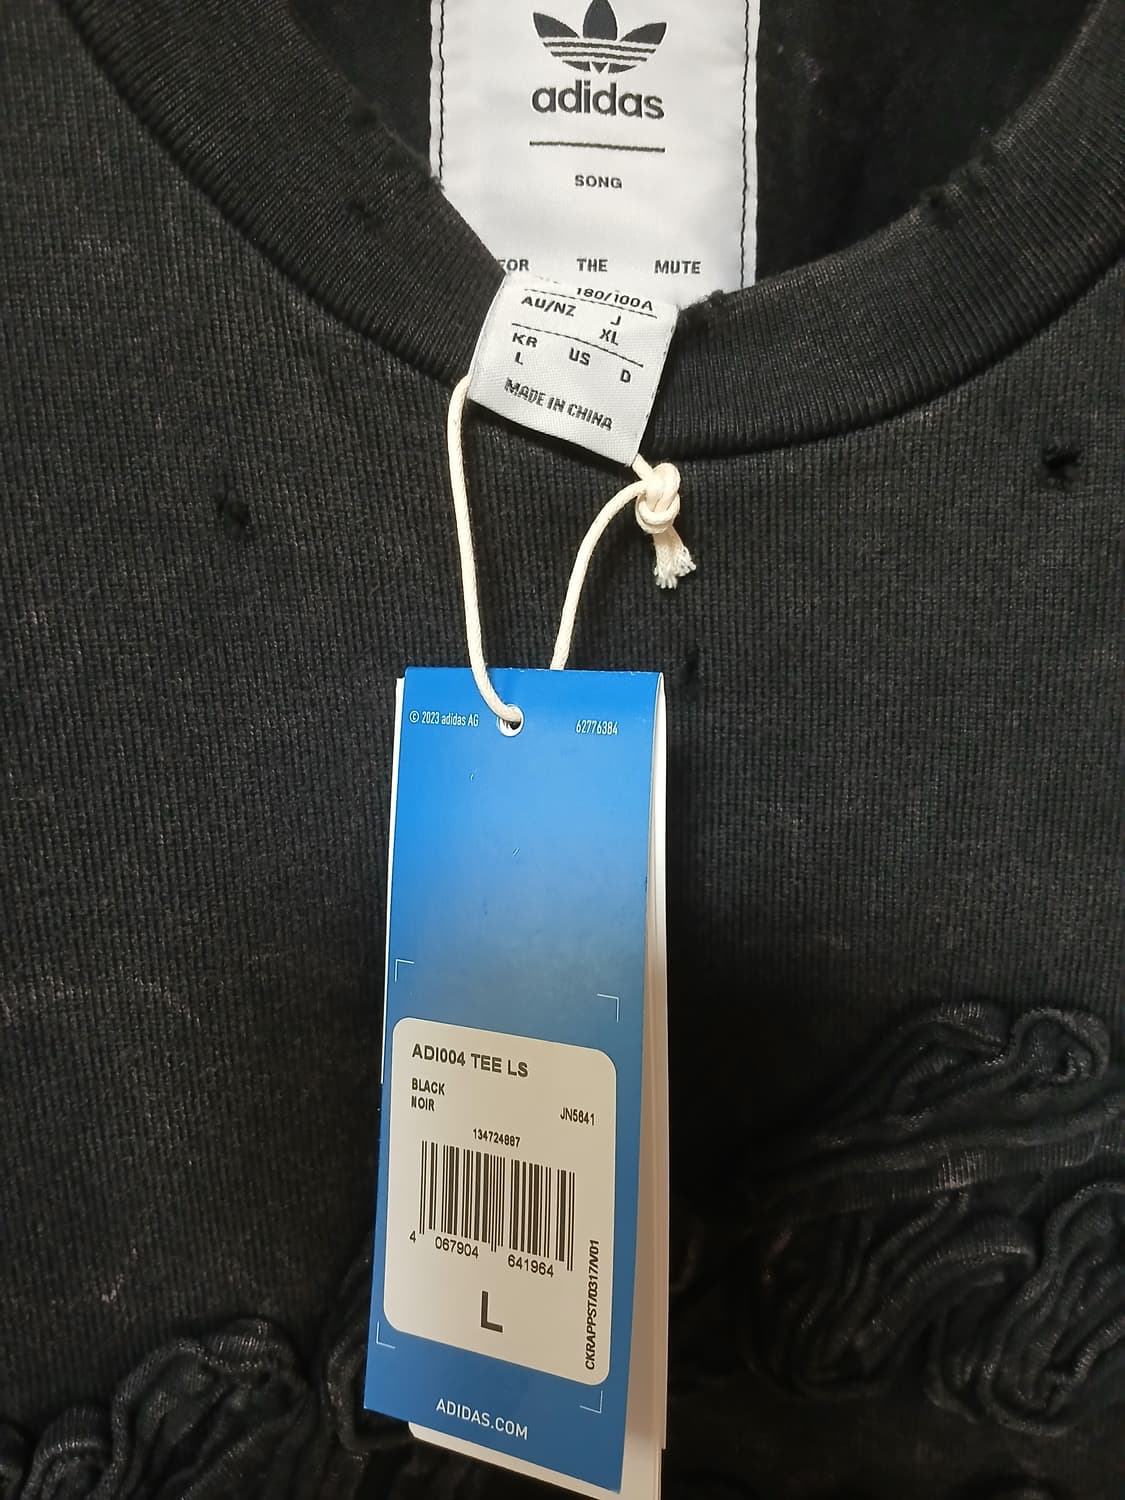 adidas
SONG
FOR THE MUTE
180/100A
AU/NZ J
XL
KR US
L D
MADE IN CHINA
© 2023 adidas AG 62776384
ADI004 TEE LS
BLACK
NOIR JN5641
134724887
4 067904 641964
L
CKRAPPST/0317/V01
ADIDAS.COM